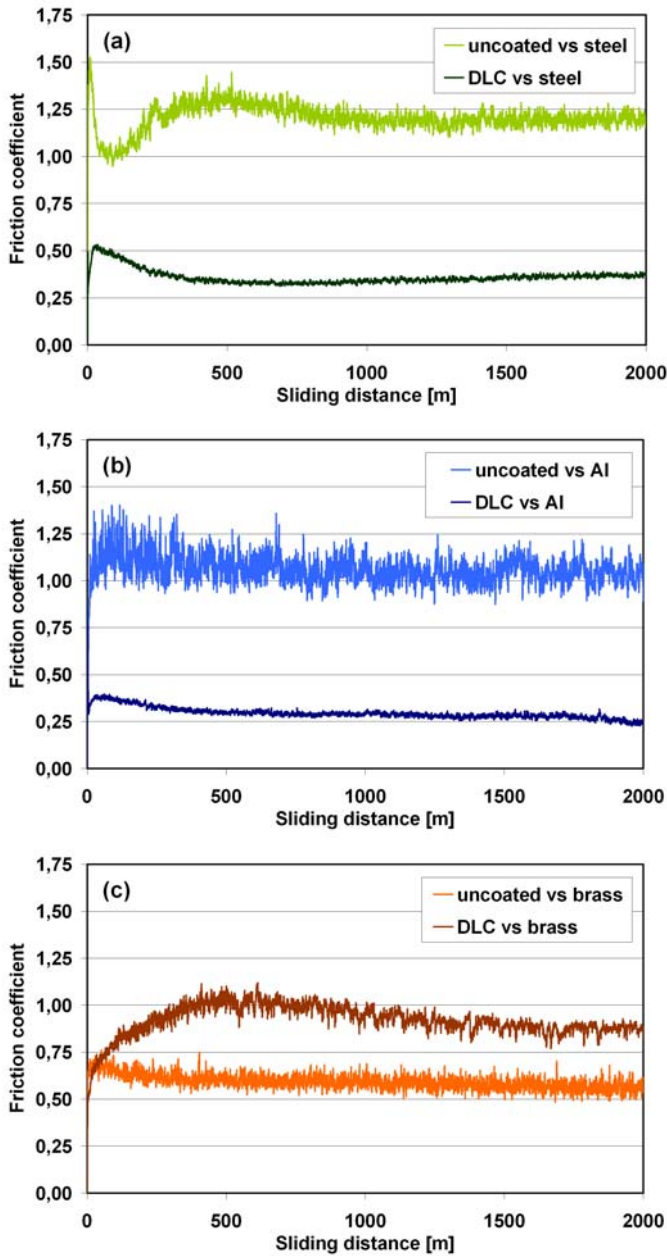 (a)
uncoated vs steel
DLC vs steel
Friction coefficient
1,75
1,50
1,25
1,00
0,75
0,50
0,25
0,00
0 500 1000 1500 2000
Sliding distance [m]
(b)
uncoated vs Al
DLC vs Al
Friction coefficient
1,75
1,50
1,25
1,00
0,75
0,50
0,25
0,00
0 500 1000 1500 2000
Sliding distance [m]
(c)
uncoated vs brass
DLC vs brass
Friction coefficient
1,75
1,50
1,25
1,00
0,75
0,50
0,25
0,00
0 500 1000 1500 2000
Sliding distance [m]